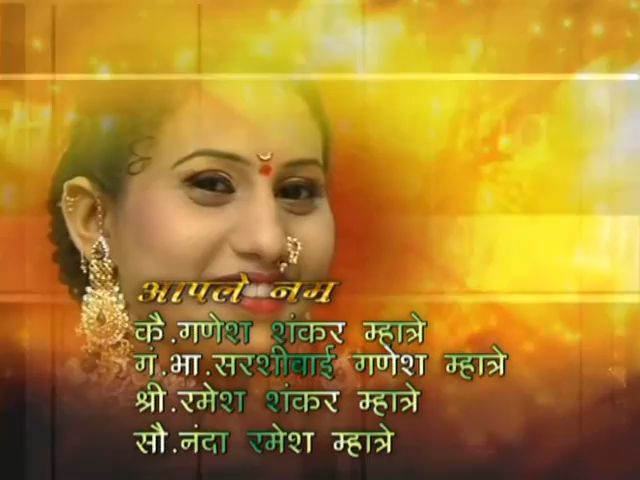 आपले नम्र
कै.गणेश शंकर म्हात्रे
गं.भा.सरशीबाई गणेश म्हात्रे
श्री.रमेश शंकर म्हात्रे
सौ.नंदा रमेश म्हात्रे